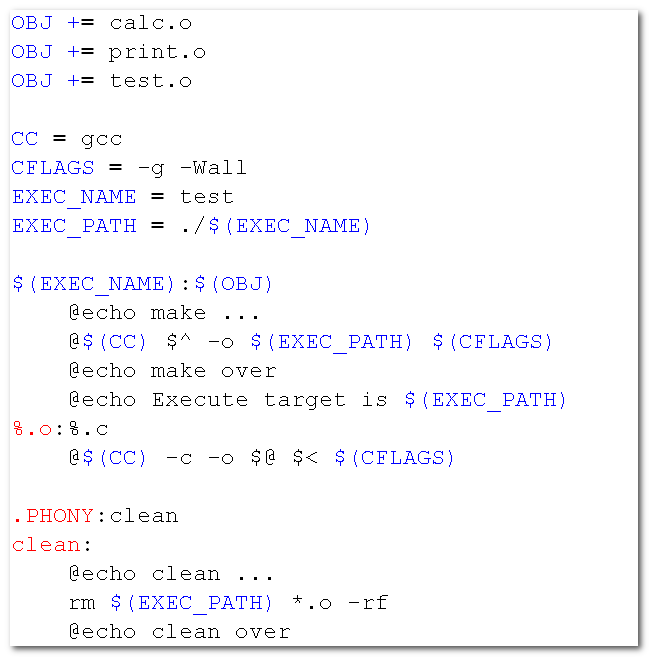 OBJ += calc.o
OBJ += print.o
OBJ += test.o
CC = gcc
CFLAGS = -g -Wall
EXEC_NAME = test
EXEC_PATH = ./$(EXEC_NAME)
$(EXEC_NAME):$(OBJ)
@echo make ...
@$(CC) $^ -o $(EXEC_PATH) $(CFLAGS)
@echo make over
@echo Execute target is $(EXEC_PATH)
%.o:%.c
@$(CC) -c -o $@ $< $(CFLAGS)
.PHONY:clean
clean:
@echo clean ...
rm $(EXEC_PATH) *.o -rf
@echo clean over